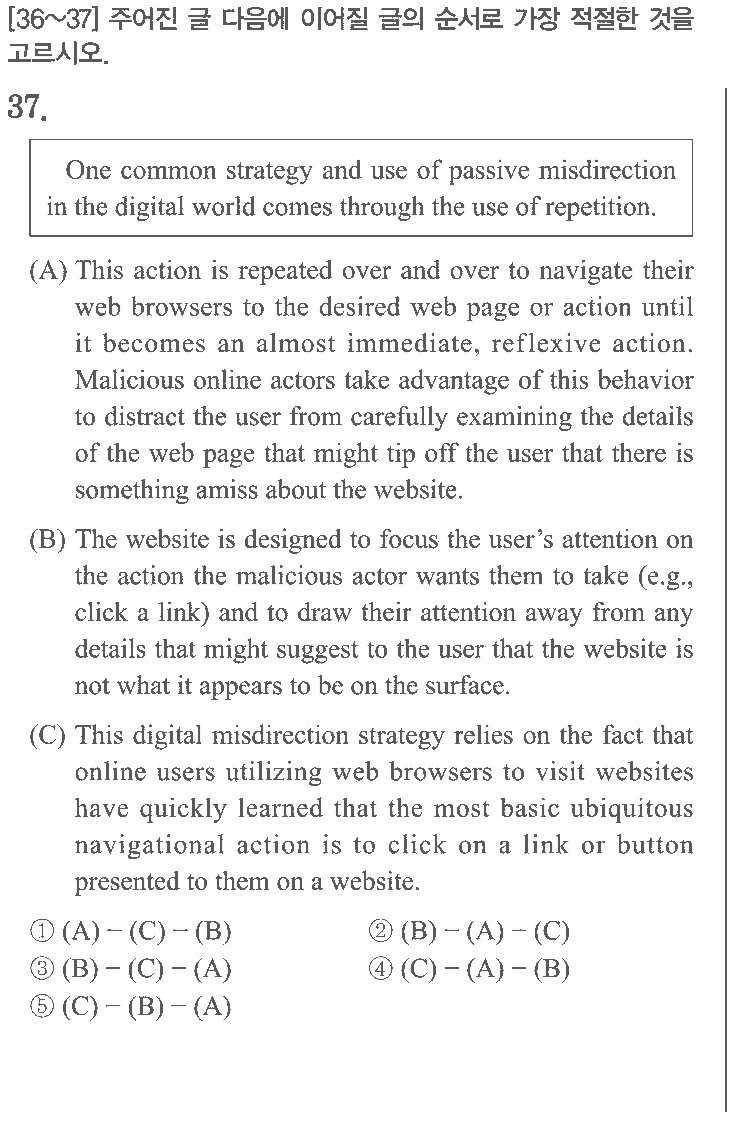 [36~37] 주어진 글 다음에 이어질 글의 순서로 가장 적절한 것을
고르시오.
37.
One common strategy and use of passive misdirection
in the digital world comes through the use of repetition.
(A) This action is repeated over and over to navigate their
web browsers to the desired web page or action until
it becomes an almost immediate, reflexive action.
Malicious online actors take advantage of this behavior
to distract the user from carefully examining the details
of the web page that might tip off the user that there is
something amiss about the website.
(B) The website is designed to focus the user's attention on
the action the malicious actor wants them to take (e.g.,
click a link) and to draw their attention away from any
details that might suggest to the user that the website is
not what it appears to be on the surface.
(C) This digital misdirection strategy relies on the fact that
online users utilizing web browsers to visit websites
have quickly learned that the most basic ubiquitous
navigational action is to click on a link or button
presented to them on a website.
① (A) - (C) - (B) ② (B) - (A) - (C)
③ (B) - (C) - (A) ④ (C) - (A) - (B)
⑤ (C) - (B) - (A)